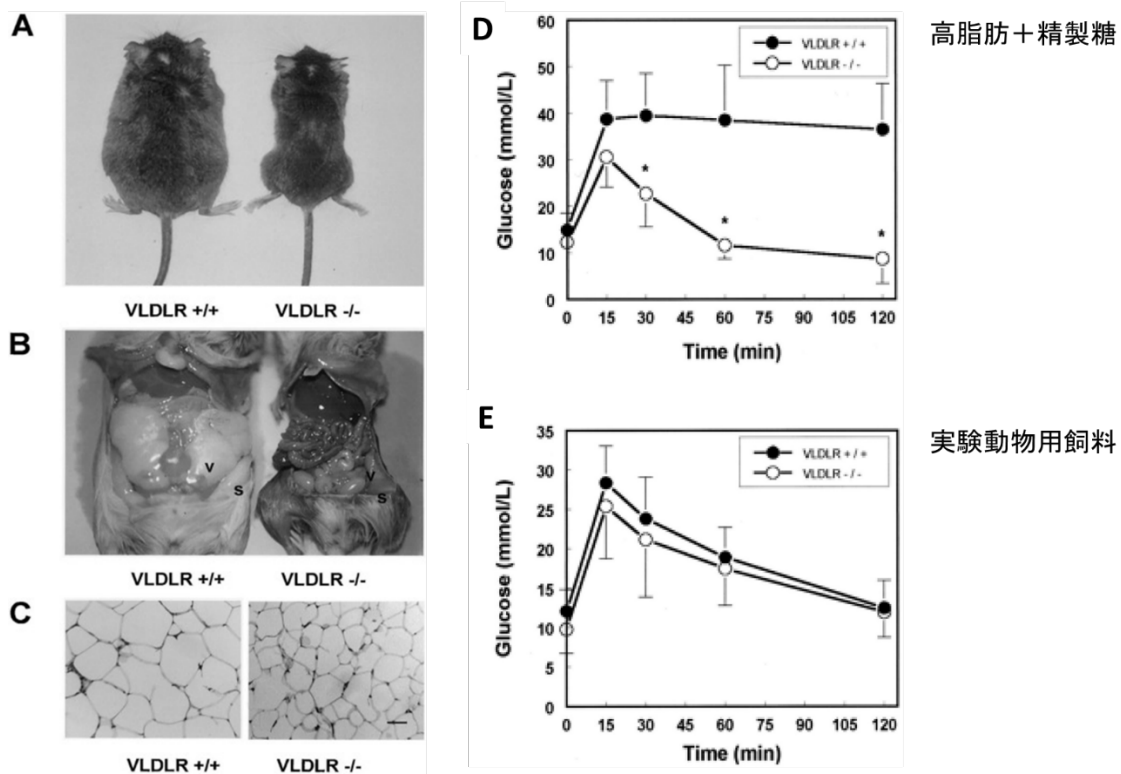 A
VLDLR +/+ VLDLR -/-
B
V
S
V
S
VLDLR +/+ VLDLR -/-
C
VLDLR +/+ VLDLR -/-
D
高脂肪+精製糖
VLDLR +/+
VLDLR -/-
Glucose (mmol/L)
60
50
40
30
20
10
0
*
*
*
0 15 30 45 60 75 90 105 120
Time (min)
E
実験動物用飼料
VLDLR +/+
VLDLR -/-
Glucose (mmol/L)
35
30
25
20
15
10
5
0
0 15 30 45 60 75 90 105 120
Time (min)